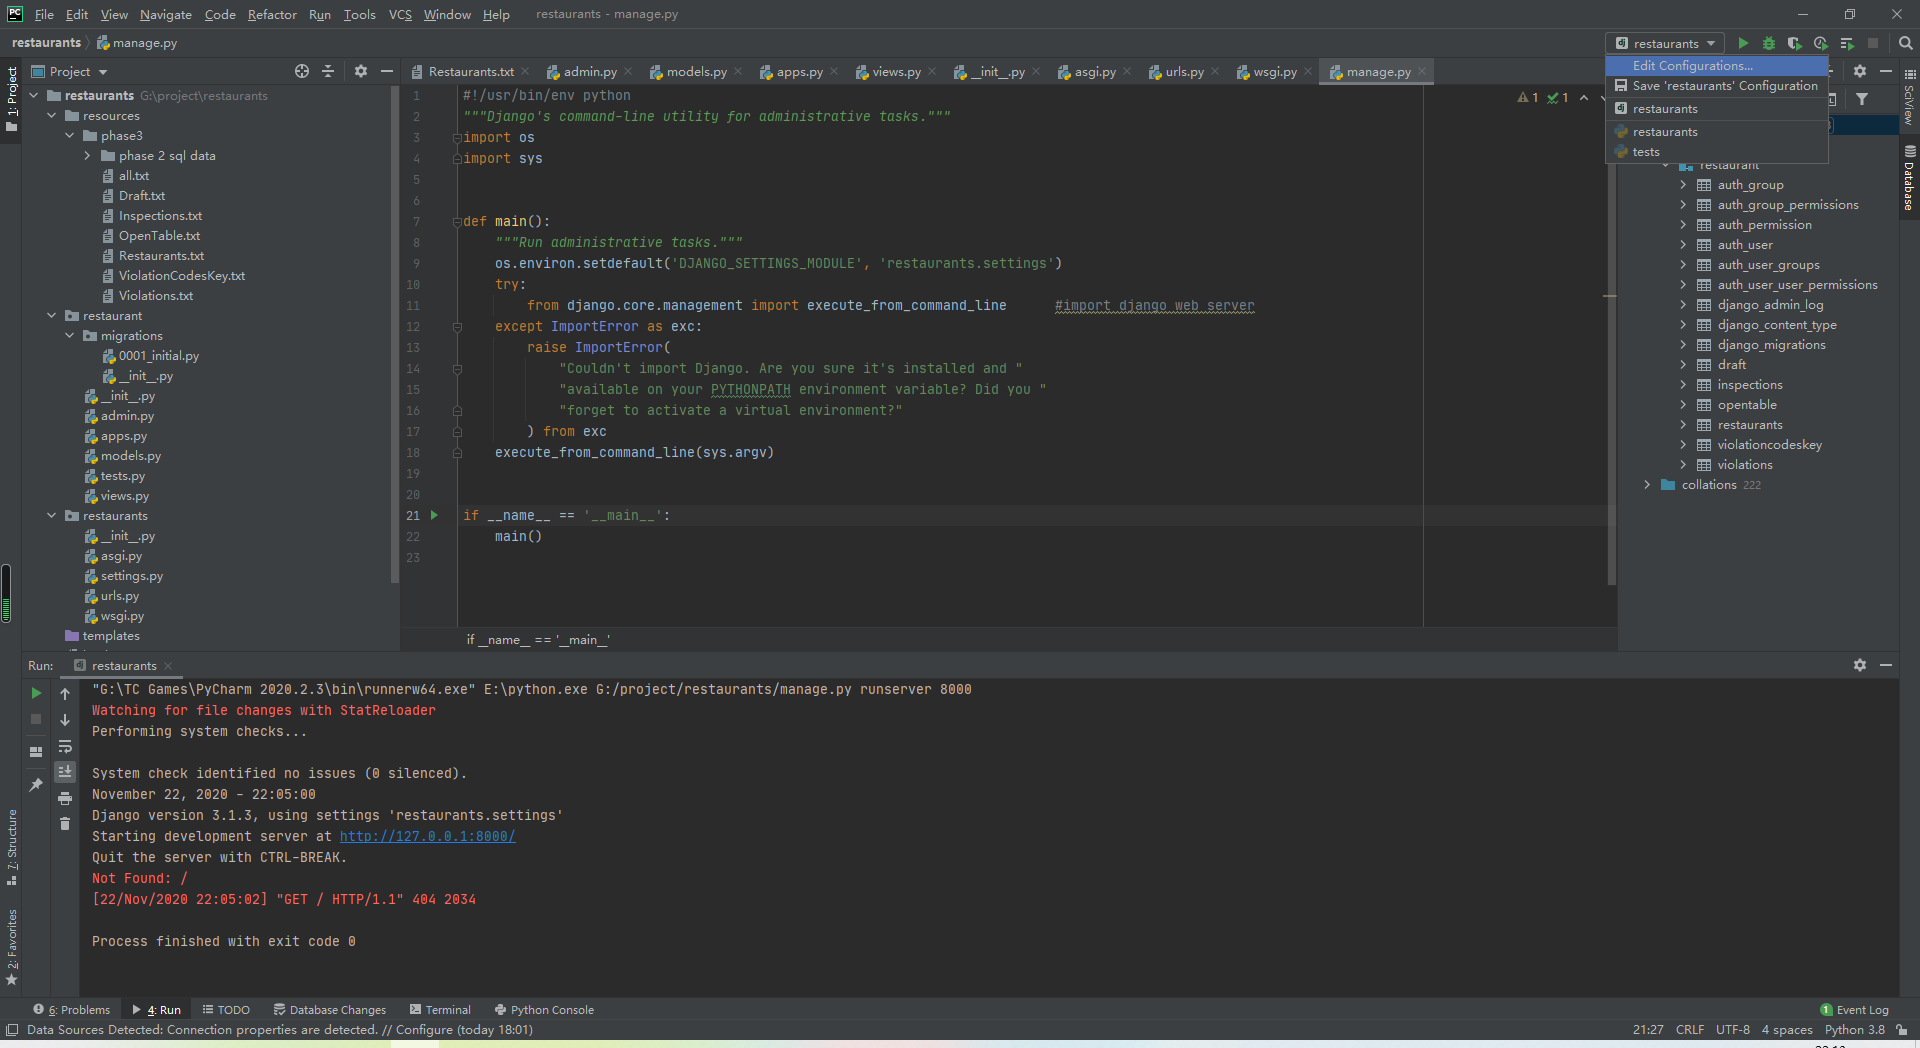 PC File Edit View Navigate Code Refactor Run Tools VCS Window Help restaurants - manage.py
restaurants manage.py
restaurants
Edit Configurations...
Save 'restaurants' Configuration
restaurants
restaurants
tests
1: Project
7: Structure
2: Favorites
Project
restaurants G:\project\restaurants
resources
phase3
phase 2 sql data
all.txt
Draft.txt
Inspections.txt
OpenTable.txt
Restaurants.txt
ViolationCodesKey.txt
Violations.txt
restaurant
migrations
0001_initial.py
__init__.py
__init__.py
admin.py
apps.py
models.py
tests.py
views.py
restaurants
__init__.py
asgi.py
settings.py
urls.py
wsgi.py
templates
Restaurants.txt admin.py models.py apps.py views.py __init__.py asgi.py urls.py wsgi.py manage.py
1 #!/usr/bin/env python
2 """Django's command-line utility for administrative tasks."""
3 import os
4 import sys
5
6
7 def main():
8 """Run administrative tasks."""
9 os.environ.setdefault('DJANGO_SETTINGS_MODULE', 'restaurants.settings')
10 try:
11 from django.core.management import execute_from_command_line #import django web server
12 except ImportError as exc:
13 raise ImportError(
14 "Couldn't import Django. Are you sure it's installed and "
15 "available on your PYTHONPATH environment variable? Did you "
16 "forget to activate a virtual environment?"
17 ) from exc
18 execute_from_command_line(sys.argv)
19
20
21 if __name__ == '__main__':
22 main()
23
1 1
if __name__ == '__main__'
restaurant
auth_group
auth_group_permissions
auth_permission
auth_user
auth_user_groups
auth_user_user_permissions
django_admin_log
django_content_type
django_migrations
draft
inspections
opentable
restaurants
violationcodeskey
violations
collations 222
SciView
Database
Run: restaurants
"G:\TC Games\PyCharm 2020.2.3\bin\runnerw64.exe" E:\python.exe G:/project/restaurants/manage.py runserver 8000
Watching for file changes with StatReloader
Performing system checks...
System check identified no issues (0 silenced).
November 22, 2020 - 22:05:00
Django version 3.1.3, using settings 'restaurants.settings'
Starting development server at http://127.0.0.1:8000/
Quit the server with CTRL-BREAK.
Not Found: /
[22/Nov/2020 22:05:02] "GET / HTTP/1.1" 404 2034
Process finished with exit code 0
6: Problems 4: Run TODO Database Changes Terminal Python Console 1 Event Log
Data Sources Detected: Connection properties are detected. // Configure (today 18:01) 21:27 CRLF UTF-8 4 spaces Python 3.8